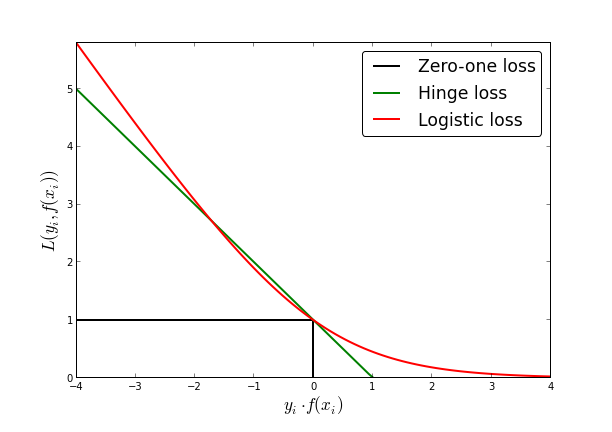 Zero-one loss
Hinge loss
Logistic loss
L(y_i, f(x_i))
5
4
3
2
1
0
−4 −3 −2 −1 0 1 2 3 4
y_i · f(x_i)